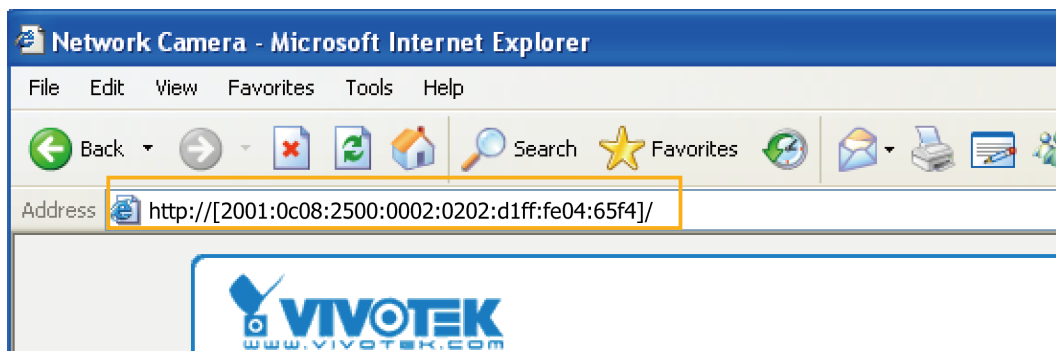 Network Camera - Microsoft Internet Explorer
File Edit View Favorites Tools Help
Back Search Favorites
Address http://[2001:0c08:2500:0002:0202:d1ff:fe04:65f4]/
VIVOTEK
www.vivotek.com